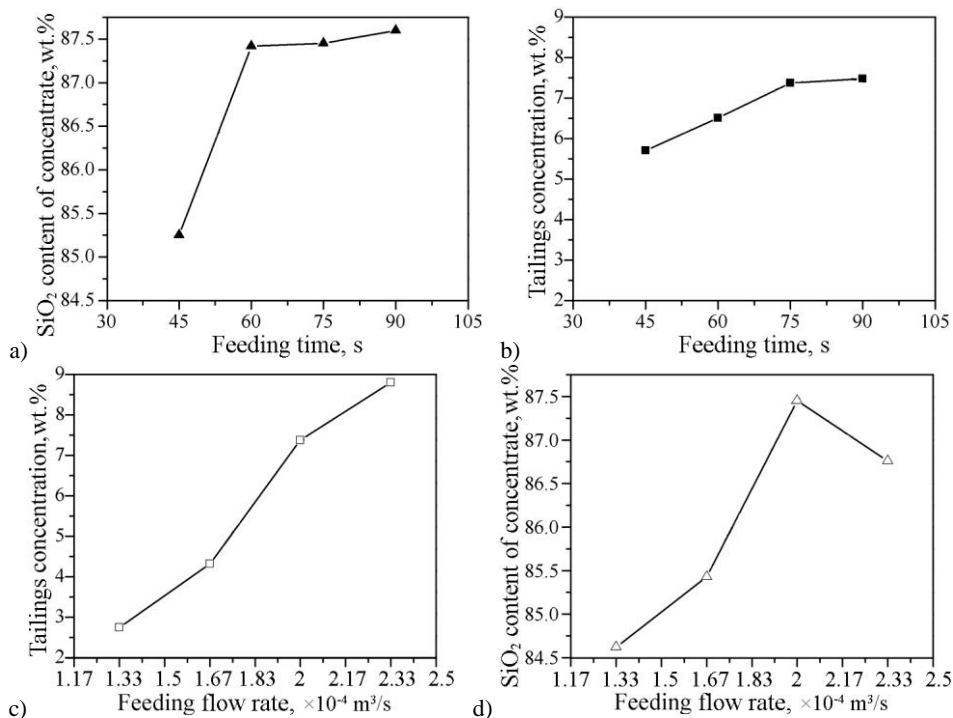 SiO₂ content of concentrate, wt.%
87.5
87.0
86.5
86.0
85.5
85.0
84.5
30 45 60 75 90 105
a) Feeding time, s
Tailings concentration, wt.%
9
8
7
6
5
4
3
2
30 45 60 75 90 105
b) Feeding time, s
Tailings concentration, wt.%
9
8
7
6
5
4
3
2
1.17 1.33 1.5 1.67 1.83 2 2.17 2.33 2.5
c) Feeding flow rate, ×10⁻⁴ m³/s
SiO₂ content of concentrate, wt.%
87.5
87.0
86.5
86.0
85.5
85.0
84.5
1.17 1.33 1.5 1.67 1.83 2 2.17 2.33 2.5
d) Feeding flow rate, ×10⁻⁴ m³/s